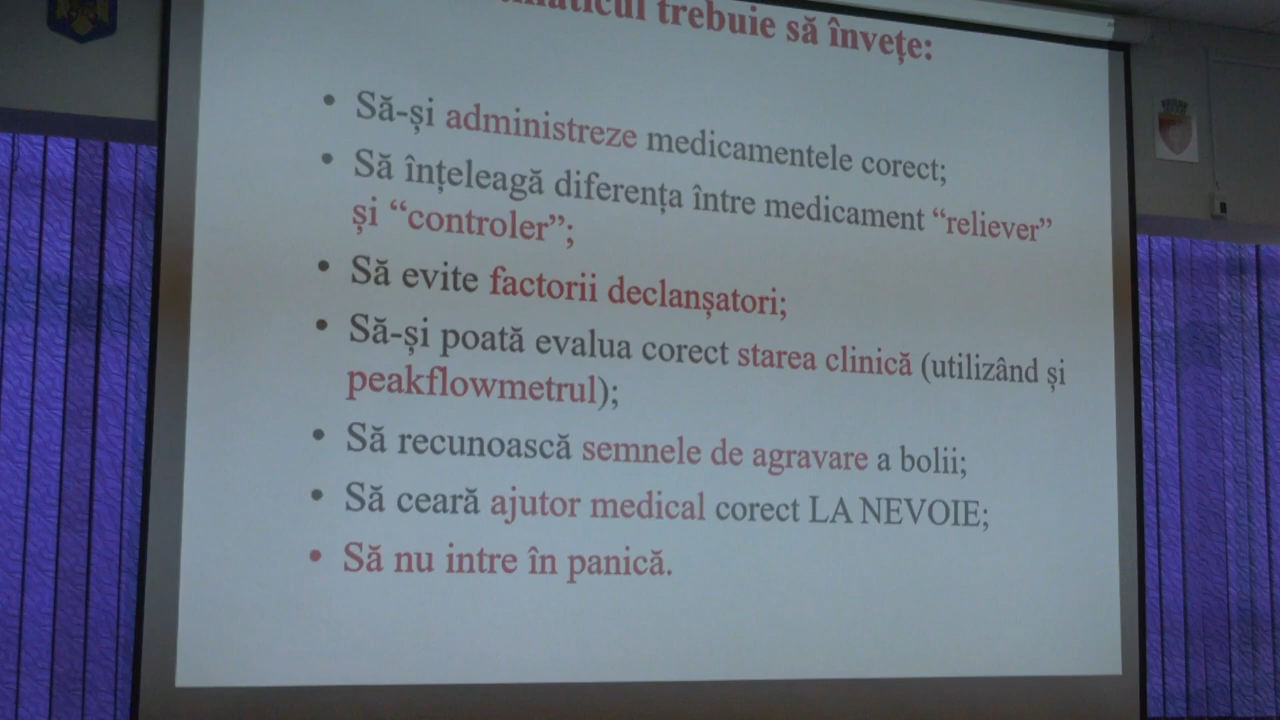 trebuie să învețe:
• Să-și administreze medicamentele corect;
• Să înțeleagă diferența între medicament “reliever”
și “controler”;
• Să evite factorii declanșatori;
• Să-și poată evalua corect starea clinică (utilizând și
peakflowmetrul);
• Să recunoască semnele de agravare a bolii;
• Să ceară ajutor medical corect LA NEVOIE;
• Să nu intre în panică.